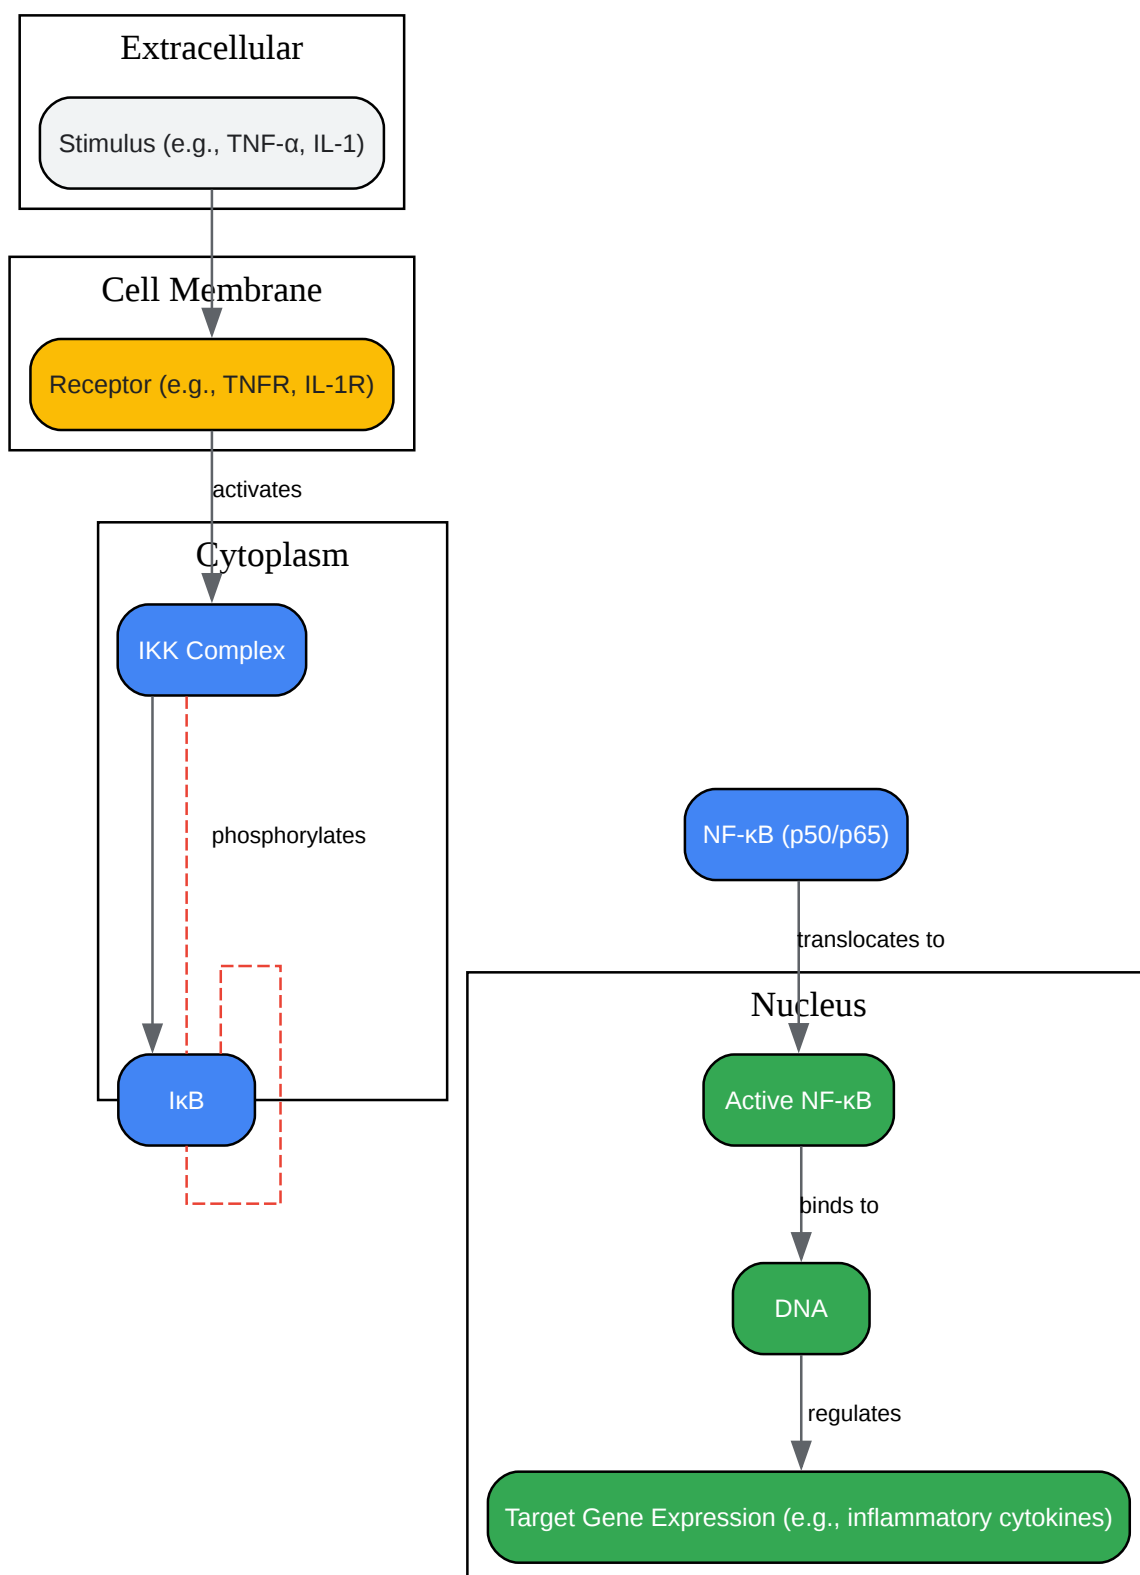 Extracellular
Stimulus (e.g., TNF-α, IL-1)
Cell Membrane
Receptor (e.g., TNFR, IL-1R)
activates
Cytoplasm
IKK Complex
phosphorylates
NF-κB (p50/p65)
translocates to
Nucleus
IκB
Active NF-κB
binds to
DNA
regulates
Target Gene Expression (e.g., inflammatory cytokines)